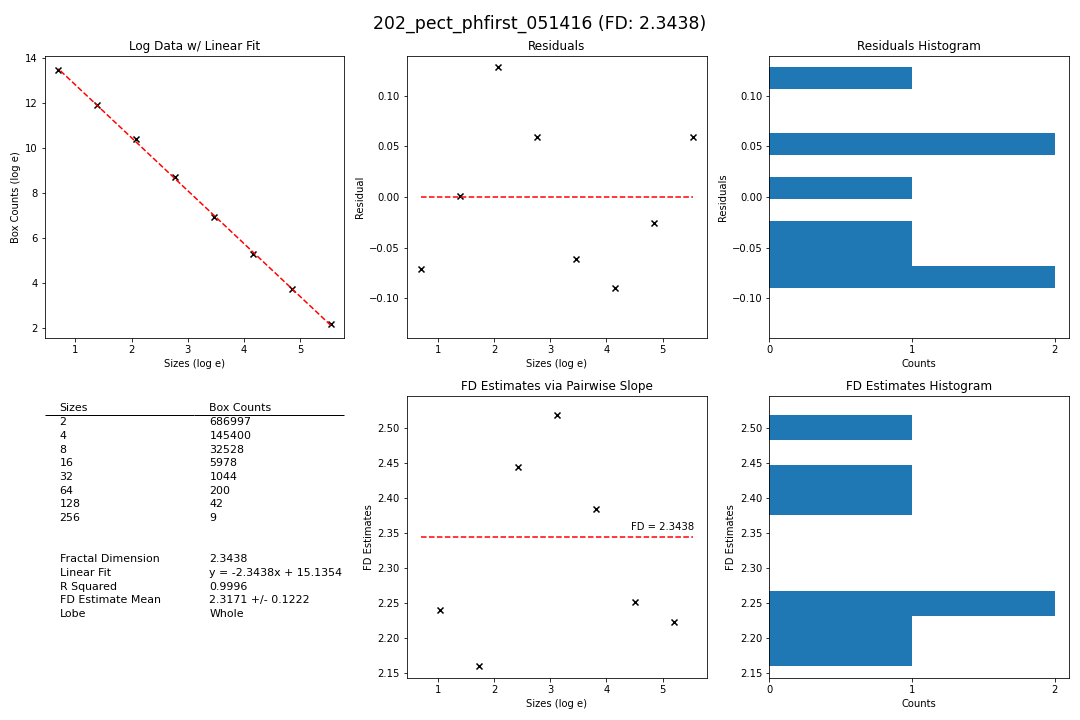 202_pect_phfirst_051416 (FD: 2.3438)
Log Data w/ Linear Fit
14
12
10
8
6
4
2
Box Counts (log e)
1 2 3 4 5
Sizes (log e)
Residuals
0.10
0.05
0.00
−0.05
−0.10
Residual
1 2 3 4 5
Sizes (log e)
Residuals Histogram
0.10
0.05
0.00
−0.05
−0.10
Residuals
0 1 2
Counts
Sizes Box Counts
2 686997
4 145400
8 32528
16 5978
32 1044
64 200
128 42
256 9
Fractal Dimension 2.3438
Linear Fit y = -2.3438x + 15.1354
R Squared 0.9996
FD Estimate Mean 2.3171 +/- 0.1222
Lobe Whole
FD Estimates via Pairwise Slope
2.50
2.45
2.40
2.35
2.30
2.25
2.20
2.15
FD Estimates
FD = 2.3438
1 2 3 4 5
Sizes (log e)
FD Estimates Histogram
2.50
2.45
2.40
2.35
2.30
2.25
2.20
2.15
FD Estimates
0 1 2
Counts